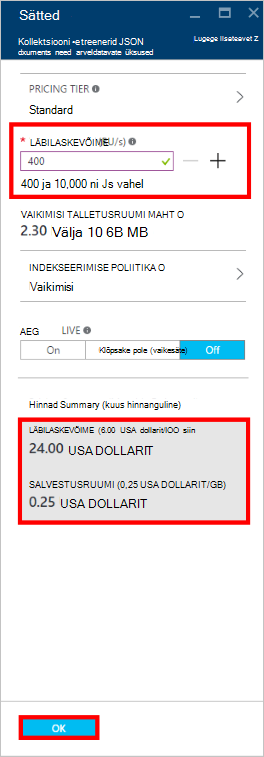 Sätted
Kollektsiooni -etreenerid JSON
dxuments need arveldatavate üksused
Lugege lisateavet Z
PRICING TIER
Standard
* LÄBILASKEVÕIME (RU/s)
400
400 ja 10,000 ni Js vahel
VAIKIMISI TALLETUSRUUMI MAHT O
2.30 Välja 10 6B MB
INDEKSEERIMISE POLIITIKA O
Vaikimisi
AEG LIVE
On Klõpsake pole (vaikesäte) Off
Hinnad Summary (kuus hinnanguline)
LÄBILASKEVÕIME (6.00 USA dollarit/IOO siin
24.00 USA DOLLARIT
SALVESTUSRUUMI (0,25 USA DOLLARIT/GB)
0.25 USA DOLLARIT
OK